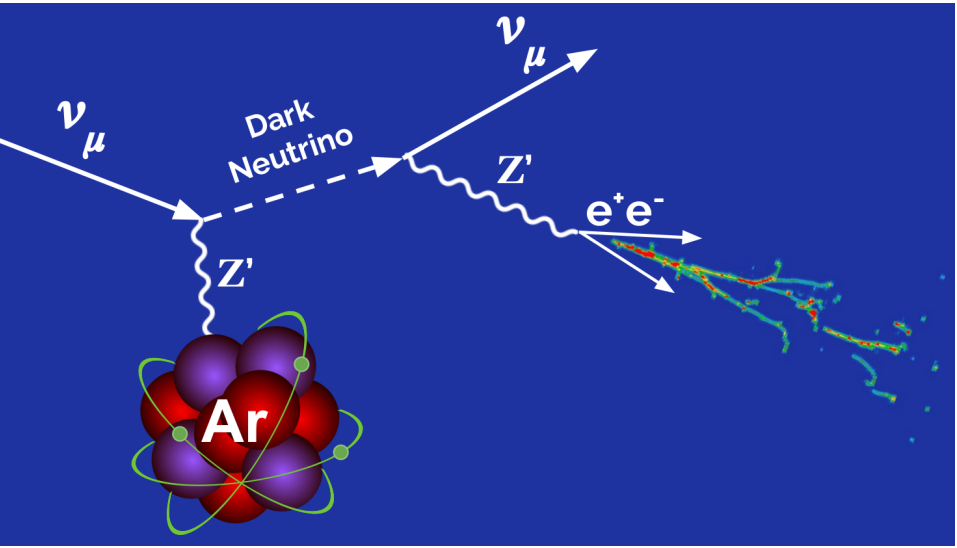 ν
μ
Dark
Neutrino
ν
μ
Z'
e⁺e⁻
Z'
Ar